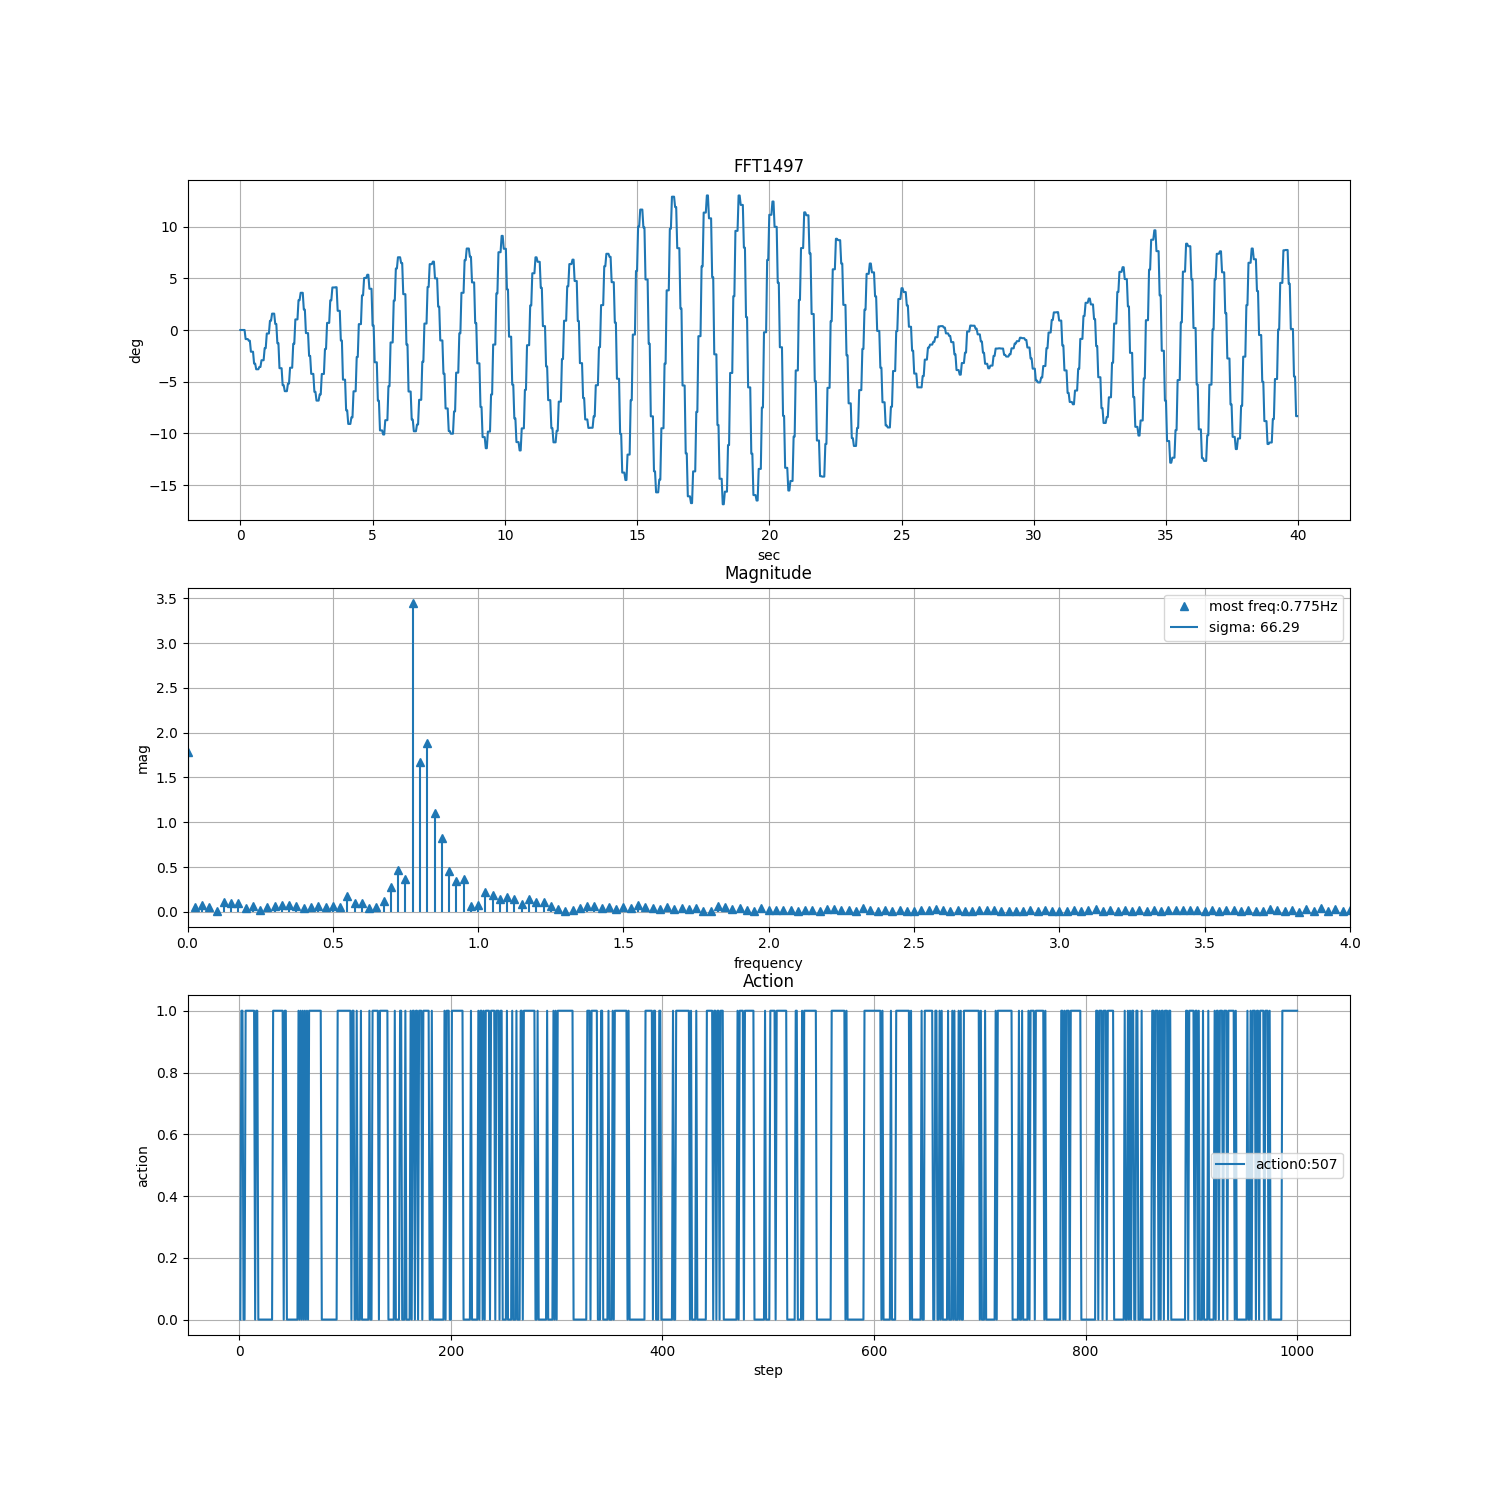 FFT1497
10
5
0
−5
−10
−15
deg
0 5 10 15 20 25 30 35 40
sec
Magnitude
3.5
3.0
2.5
2.0
1.5
1.0
0.5
0.0
mag
most freq:0.775Hz
sigma: 66.29
0.0 0.5 1.0 1.5 2.0 2.5 3.0 3.5 4.0
frequency
Action
1.0
0.8
0.6
0.4
0.2
0.0
action
action0:507
0 200 400 600 800 1000
step